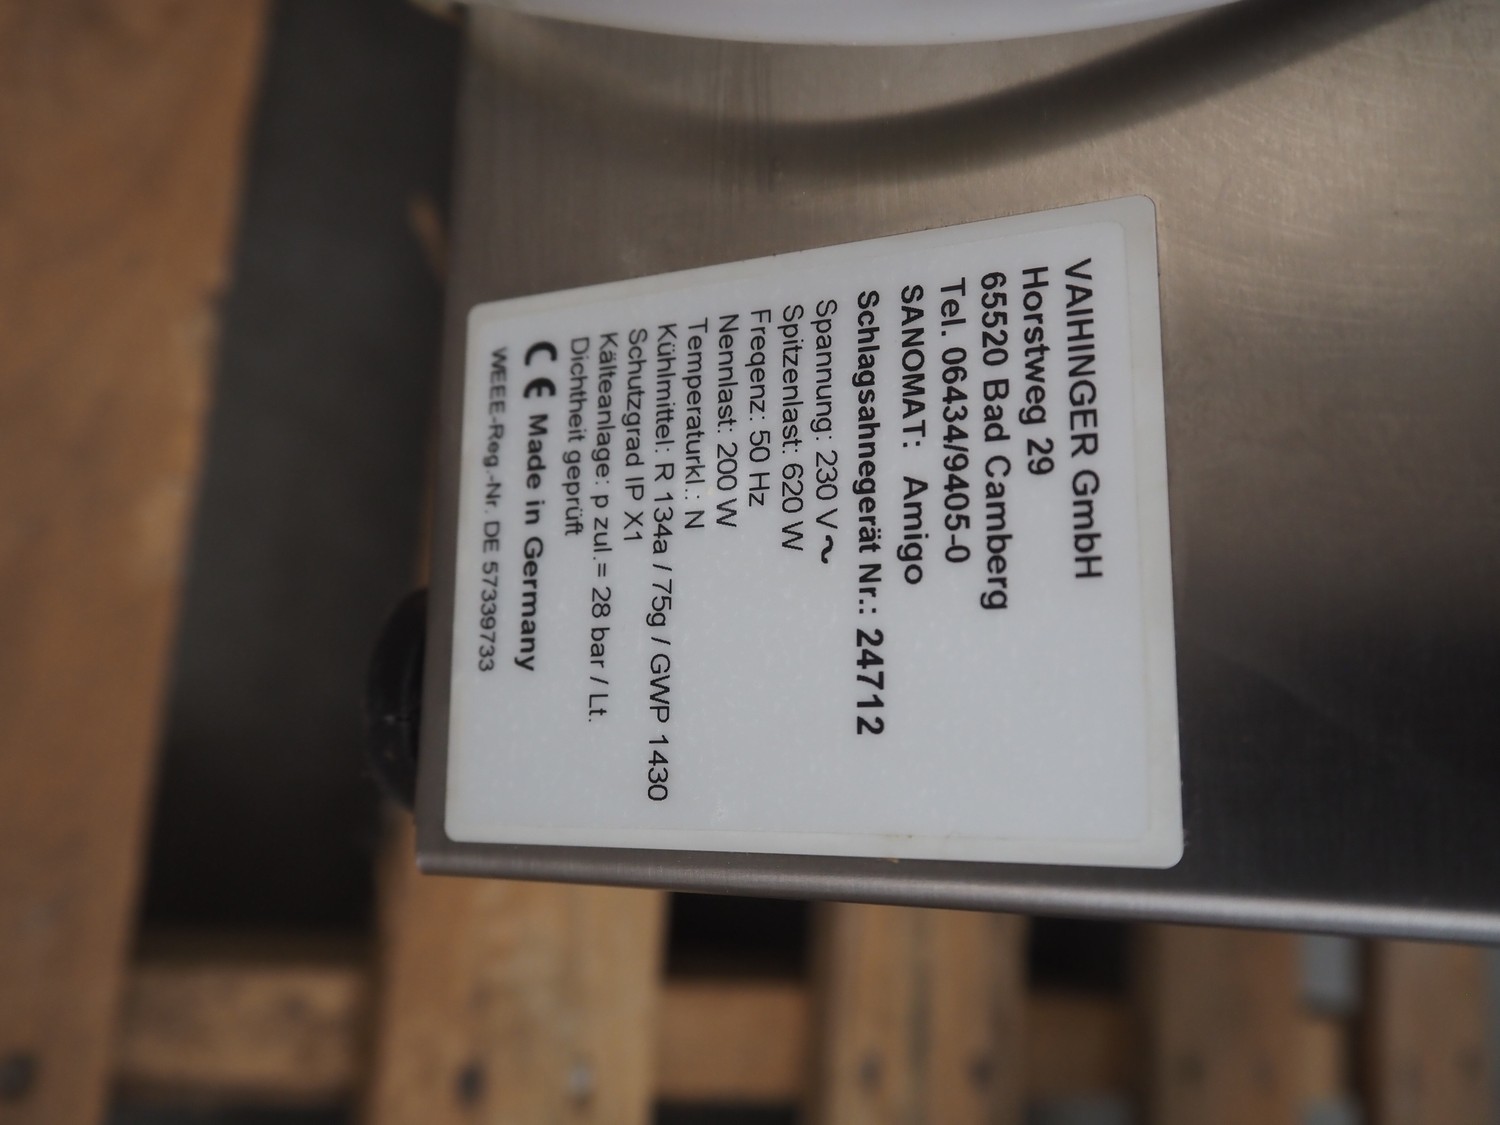 VAIHINGER GmbH
Horstweg 29
65520 Bad Camberg
Tel. 06434/9405-0
SANOMAT: Amigo
Schlagsahnegerät Nr.: 24712
Spannung: 230 V ~
Spitzenlast: 620 W
Freqenz: 50 Hz
Nennlast: 200 W
Temperaturkl.: N
Kühlmittel: R 134a / 75g / GWP 1430
Schutzgrad IP X1
Kälteanlage: p zul.= 28 bar / Lt.
Dichtheit geprüft
CE Made in Germany
WEEE-Reg.-Nr. DE 57339733